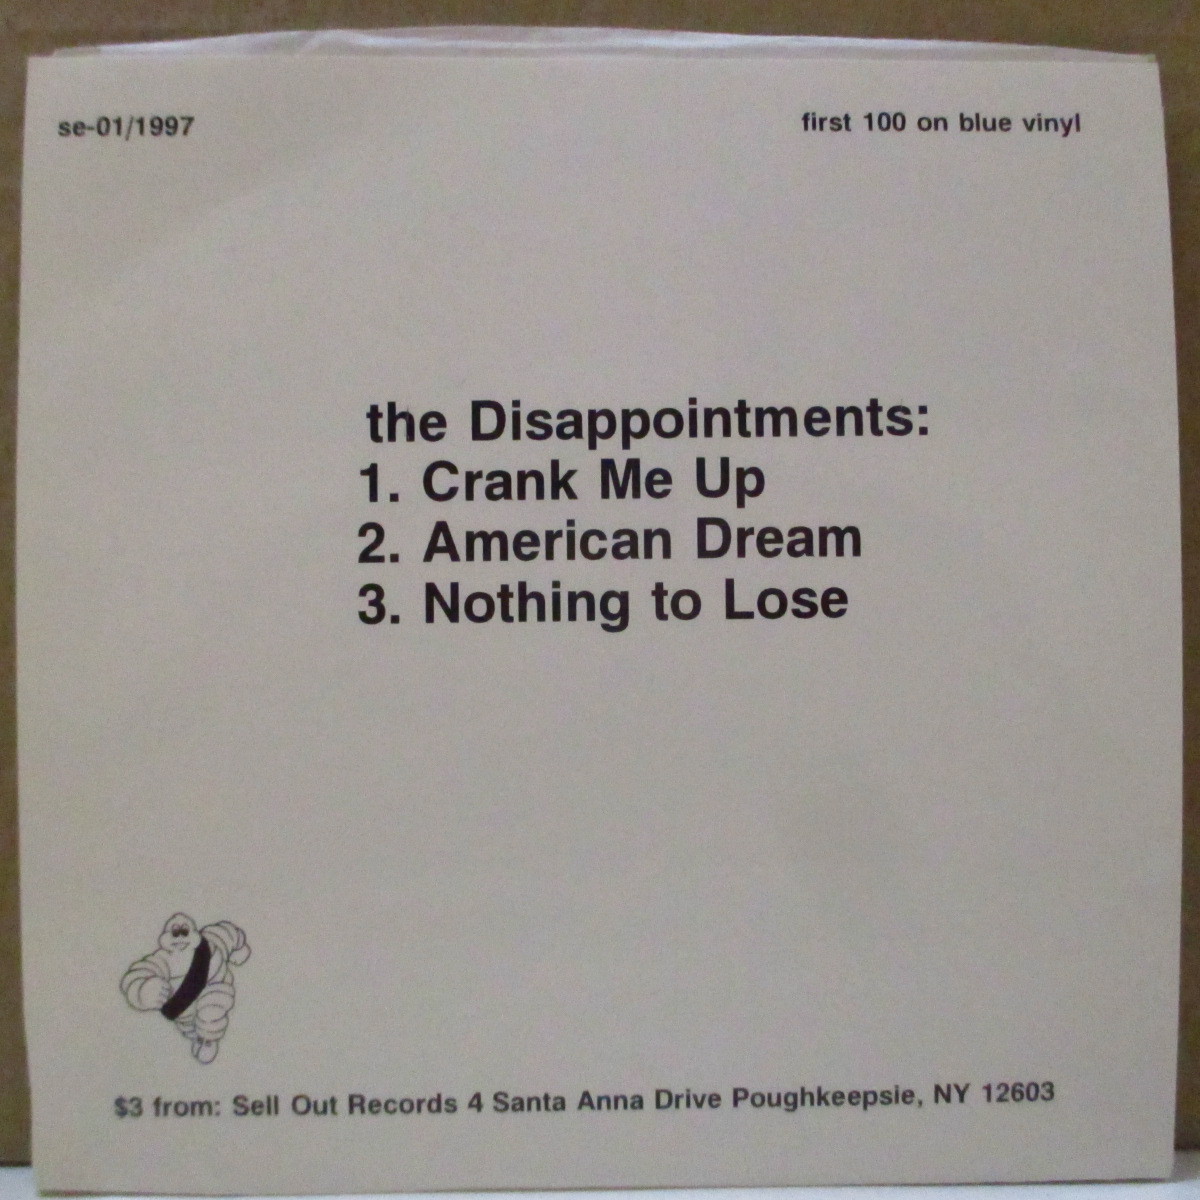 se-01/1997
first 100 on blue vinyl
the Disappointments:
1. Crank Me Up
2. American Dream
3. Nothing to Lose
$3 from: Sell Out Records 4 Santa Anna Drive Poughkeepsie, NY 12603